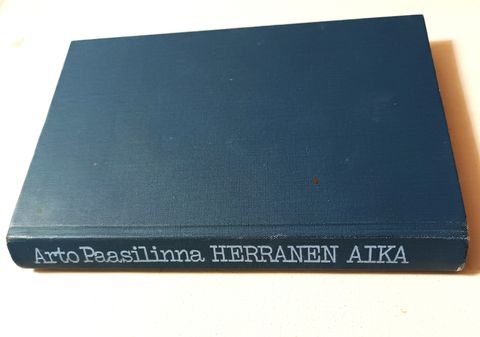 Arto Paasilinna HERRANEN AIKA